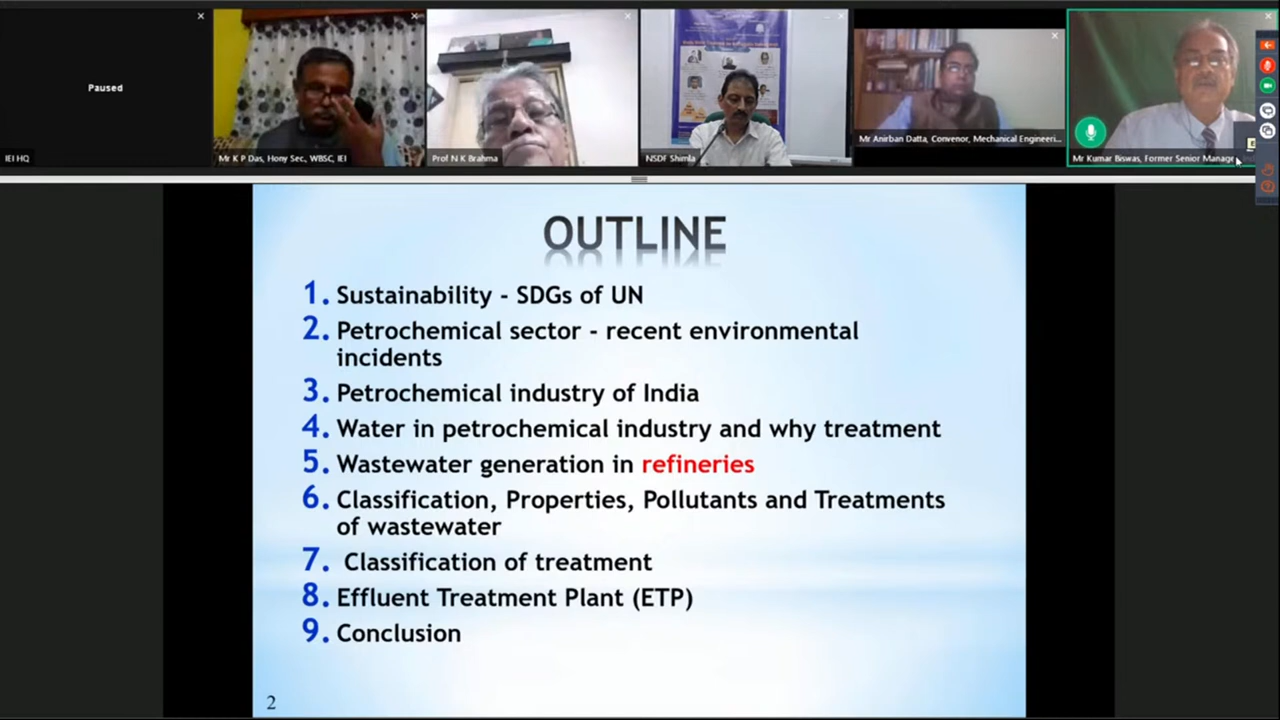 Paused
IEI HQ
Mr K P Das, Hony Sec., WBSC, IEI
Prof N K Brahma
NSDF Shimla
Mr Anirban Datta, Convenor, Mechanical Engineeri...
Mr Kumar Biswas, Former Senior Manage
OUTLINE
1. Sustainability - SDGs of UN
2. Petrochemical sector - recent environmental
incidents
3. Petrochemical industry of India
4. Water in petrochemical industry and why treatment
5. Wastewater generation in refineries
6. Classification, Properties, Pollutants and Treatments
of wastewater
7. Classification of treatment
8. Effluent Treatment Plant (ETP)
9. Conclusion
2